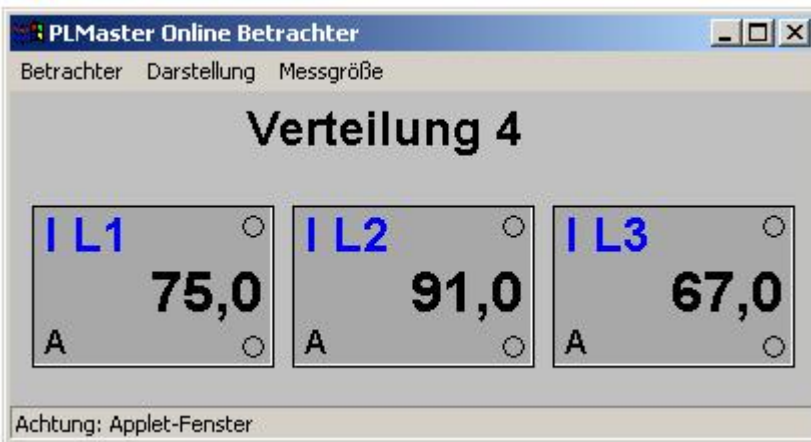 PLMaster Online Betrachter
Betrachter Darstellung Messgröße
Verteilung 4
I L1
75,0
A
I L2
91,0
A
I L3
67,0
A
Achtung: Applet-Fenster